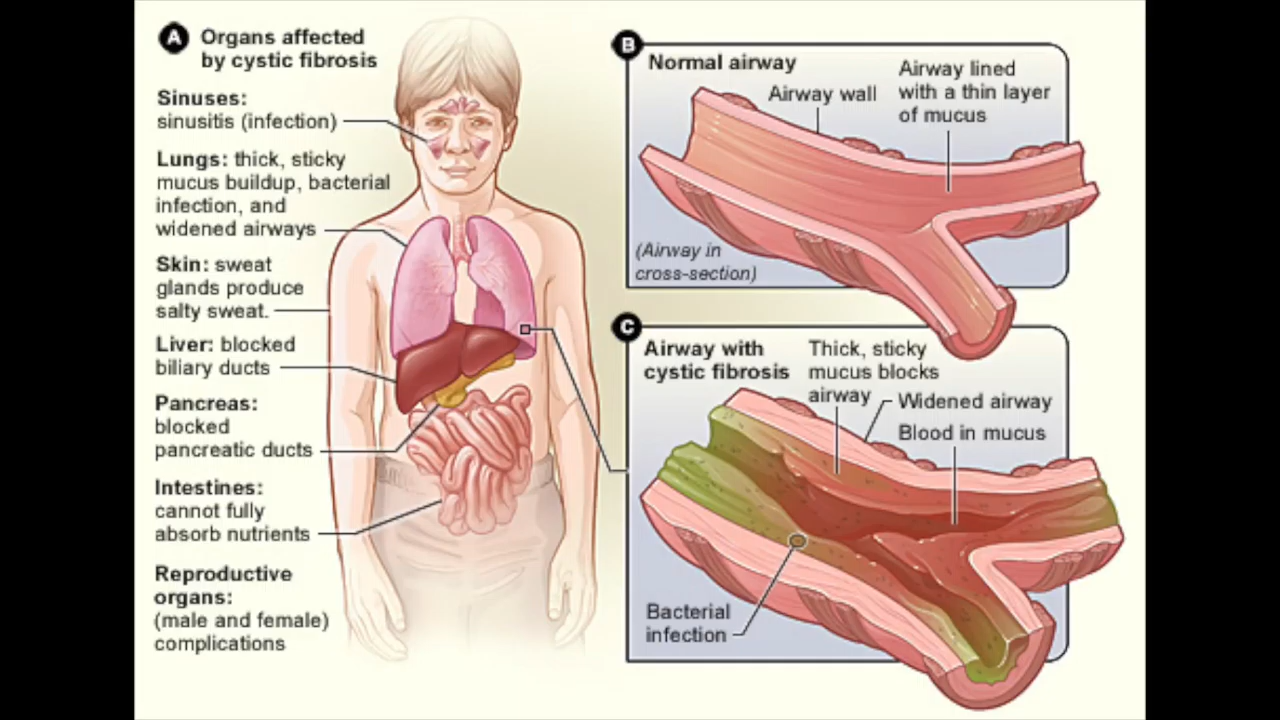 A
Organs affected
by cystic fibrosis
Sinuses:
sinusitis (infection)
Lungs: thick, sticky
mucus buildup, bacterial
infection, and
widened airways
Skin: sweat
glands produce
salty sweat.
Liver: blocked
biliary ducts
Pancreas:
blocked
pancreatic ducts
Intestines:
cannot fully
absorb nutrients
Reproductive
organs:
(male and female)
complications
B
Normal airway
Airway wall
Airway lined
with a thin layer
of mucus
(Airway in
cross-section)
C
Airway with
cystic fibrosis
Thick, sticky
mucus blocks
airway
Widened airway
Blood in mucus
Bacterial
infection